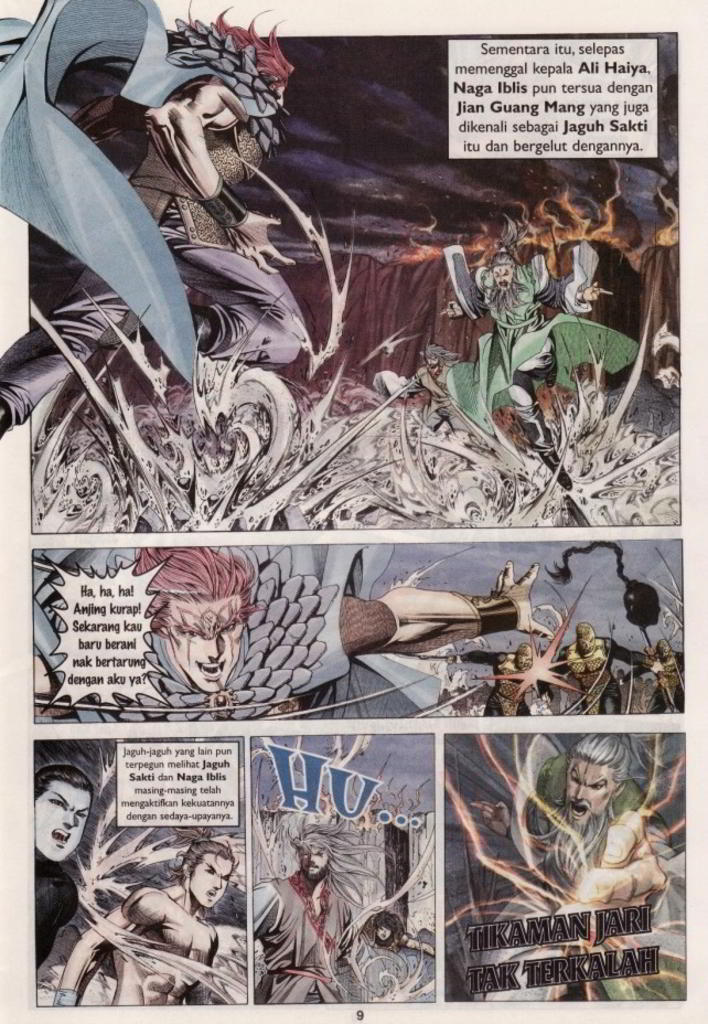 Sementara itu, selepas
memenggal kepala Ali Haiya,
Naga Iblis pun tersua dengan
Jian Guang Mang yang juga
dikenali sebagai Jaguh Sakti
itu dan bergelut dengannya.
Ha, ha, ha!
Anjing kurap!
Sekarang kau
baru berani
nak bertarung
dengan aku ya?
Jaguh-jaguh yang lain pun
terpegun melihat Jaguh
Sakti dan Naga Iblis
masing-masing telah
mengaktifkan kekuatannya
dengan sedaya-upayanya.
HU...
TIKAMAN JARI
TAK TERKALAH
9